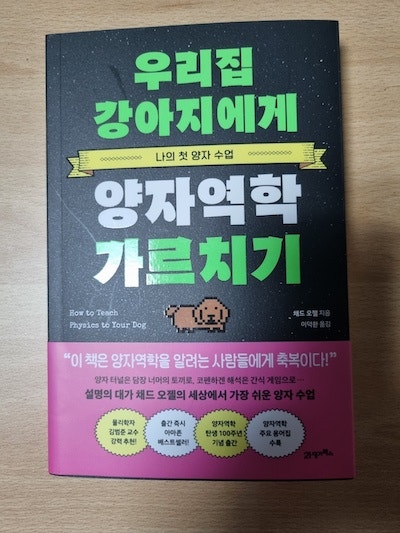 우리집
강아지에게
나의 첫 양자 수업
양자역학
가르치기
How to Teach
Physics to Your Dog
채드 오젤 지음
이덕환 옮김
“이 책은 양자역학을 알려는 사람들에게 축복이다!”
양자 터널은 담장 너머의 토끼로, 코펜하겐 해석은 간식 게임으로—
설명의 대가 채드 오젤의 세상에서 가장 쉬운 양자 수업
물리학자
김범준 교수
강력 추천!
출간 즉시
아마존
베스트셀러!
양자역학
탄생 100주년
기념 출간
양자역학
주요 용어집
수록